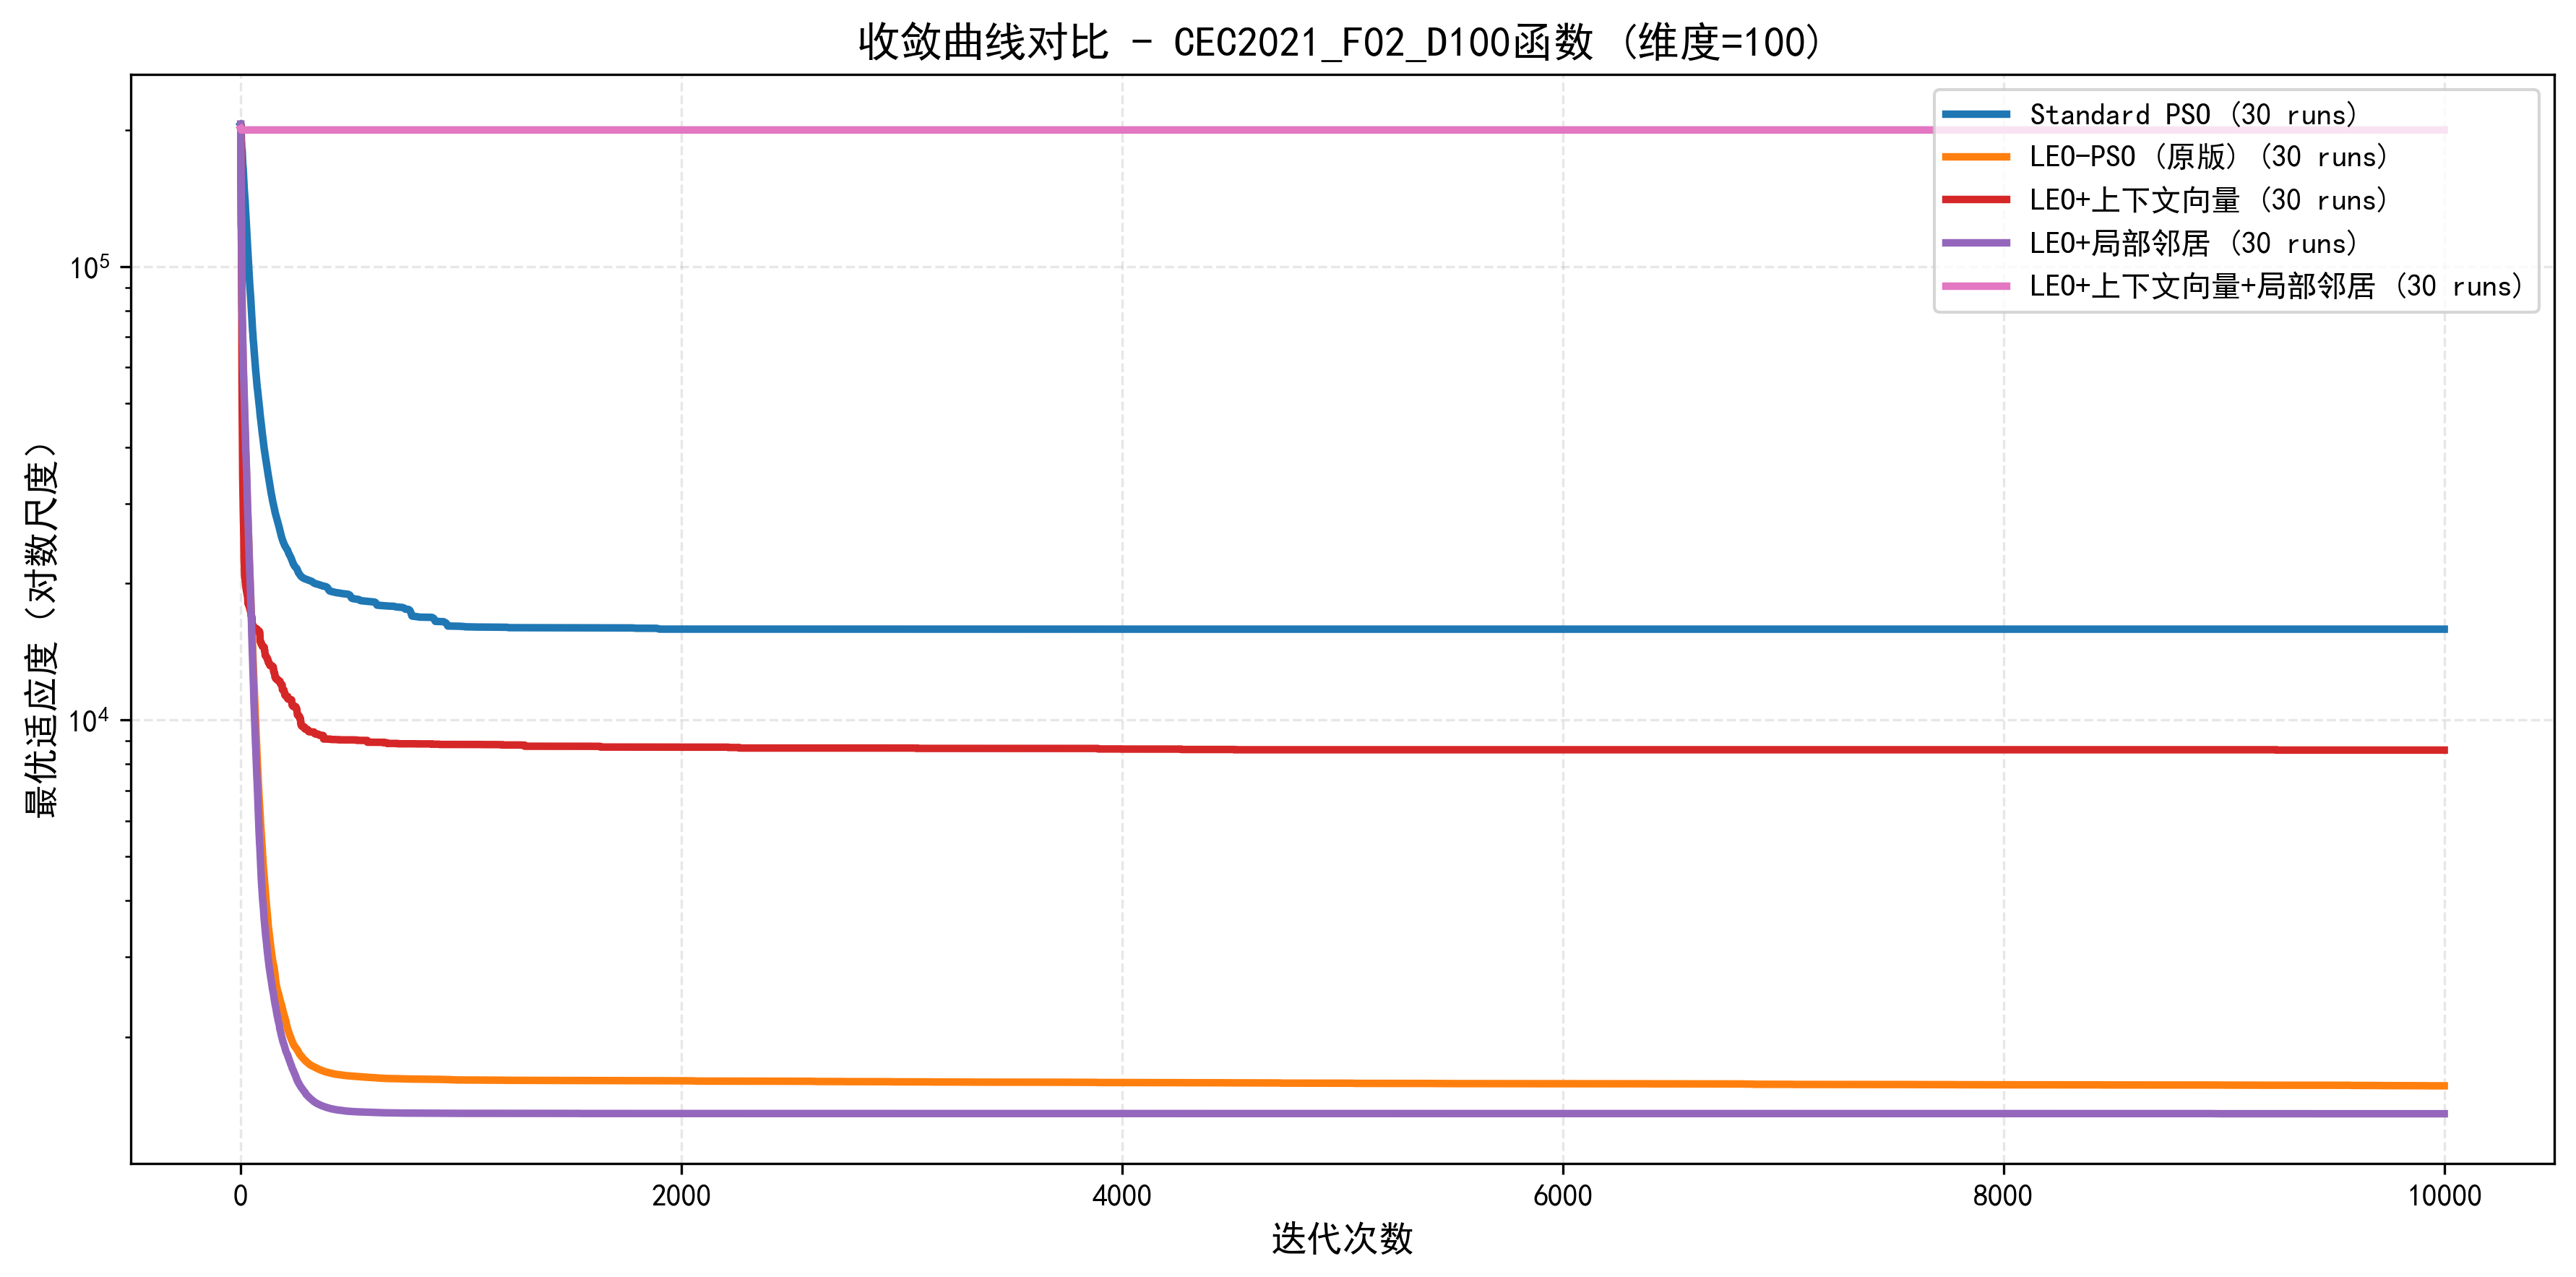 收敛曲线对比 - CEC2021_F02_D100函数 (维度=100)
Standard PSO (30 runs)
LEO-PSO (原版) (30 runs)
LEO+上下文向量 (30 runs)
LEO+局部邻居 (30 runs)
LEO+上下文向量+局部邻居 (30 runs)
最优适应度 (对数尺度)
10⁵
10⁴
0 2000 4000 6000 8000 10000
迭代次数